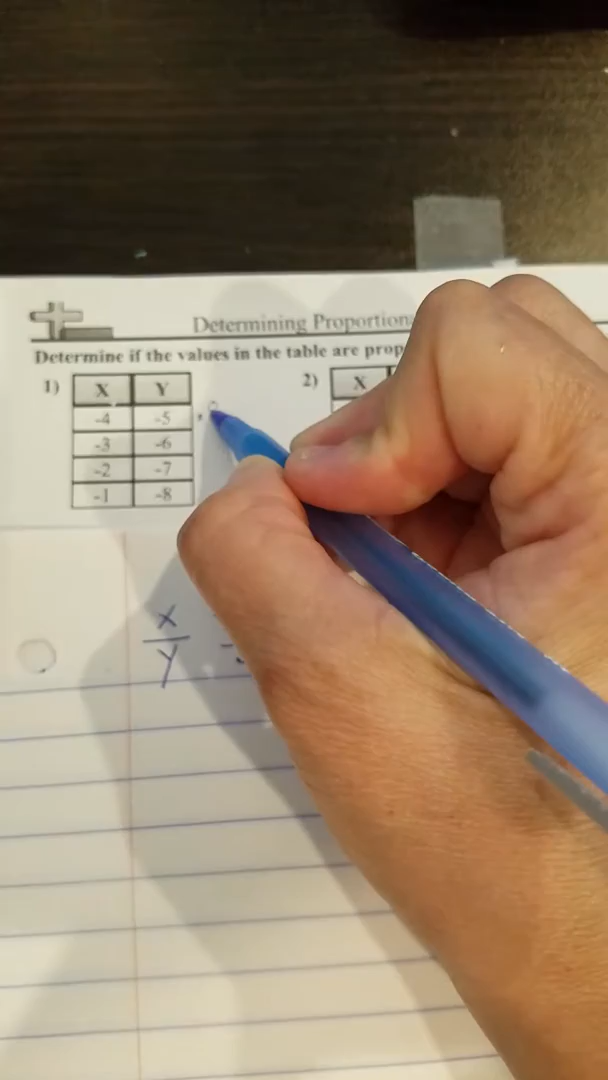 Determining Proportion
Determine if the values in the table are prop
1) X Y
-4 -5 .8
-3 -6
-2 -7
-1 -8
2) X
x
y